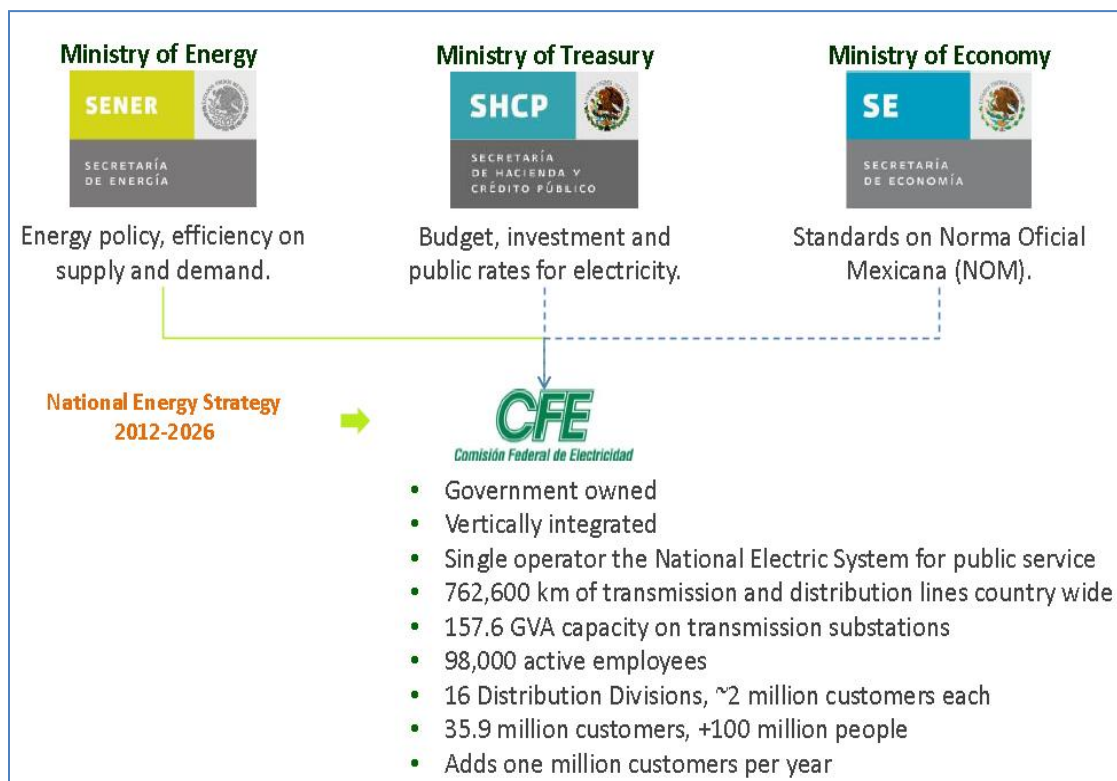 Ministry of Energy
SENER
SECRETARÍA
DE ENERGÍA
Energy policy, efficiency on
supply and demand.
Ministry of Treasury
SHCP
SECRETARÍA
DE HACIENDA Y
CRÉDITO PÚBLICO
Budget, investment and
public rates for electricity.
Ministry of Economy
SE
SECRETARÍA
DE ECONOMÍA
Standards on Norma Oficial
Mexicana (NOM).
National Energy Strategy
2012-2026
CFE
Comisión Federal de Electricidad
• Government owned
• Vertically integrated
• Single operator the National Electric System for public service
• 762,600 km of transmission and distribution lines country wide
• 157.6 GVA capacity on transmission substations
• 98,000 active employees
• 16 Distribution Divisions, ~2 million customers each
• 35.9 million customers, +100 million people
• Adds one million customers per year